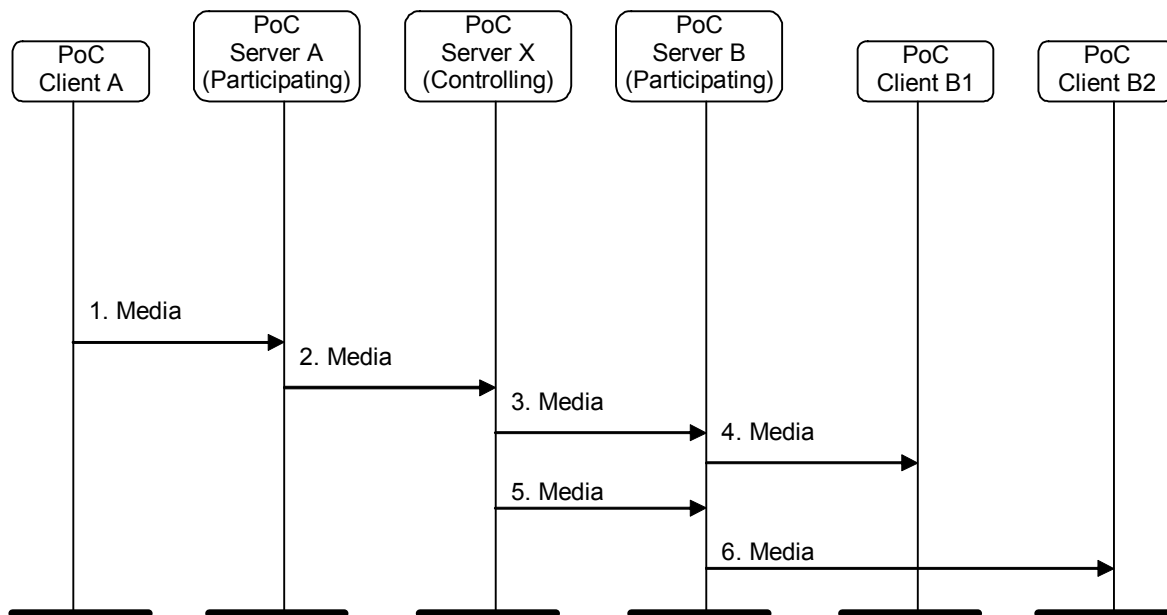 PoC
Client A
PoC
Server A
(Participating)
PoC
Server X
(Controlling)
PoC
Server B
(Participating)
PoC
Client B1
PoC
Client B2
1. Media
2. Media
3. Media
4. Media
5. Media
6. Media